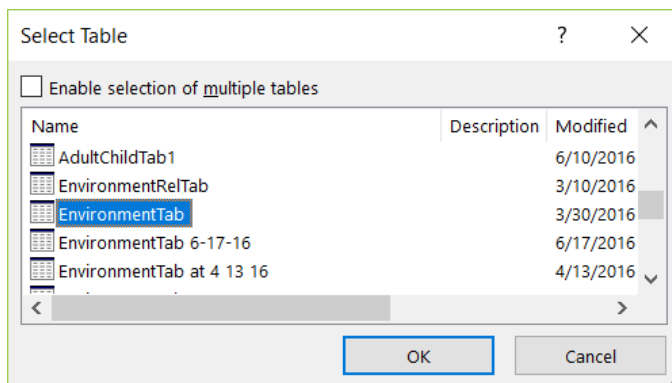 Select Table ?
Enable selection of multiple tables
Name Description Modified
AdultChildTab1 6/10/2016
EnvironmentRelTab 3/10/2016
EnvironmentTab 3/30/2016
EnvironmentTab 6-17-16 6/17/2016
EnvironmentTab at 4 13 16 4/13/2016
OK Cancel